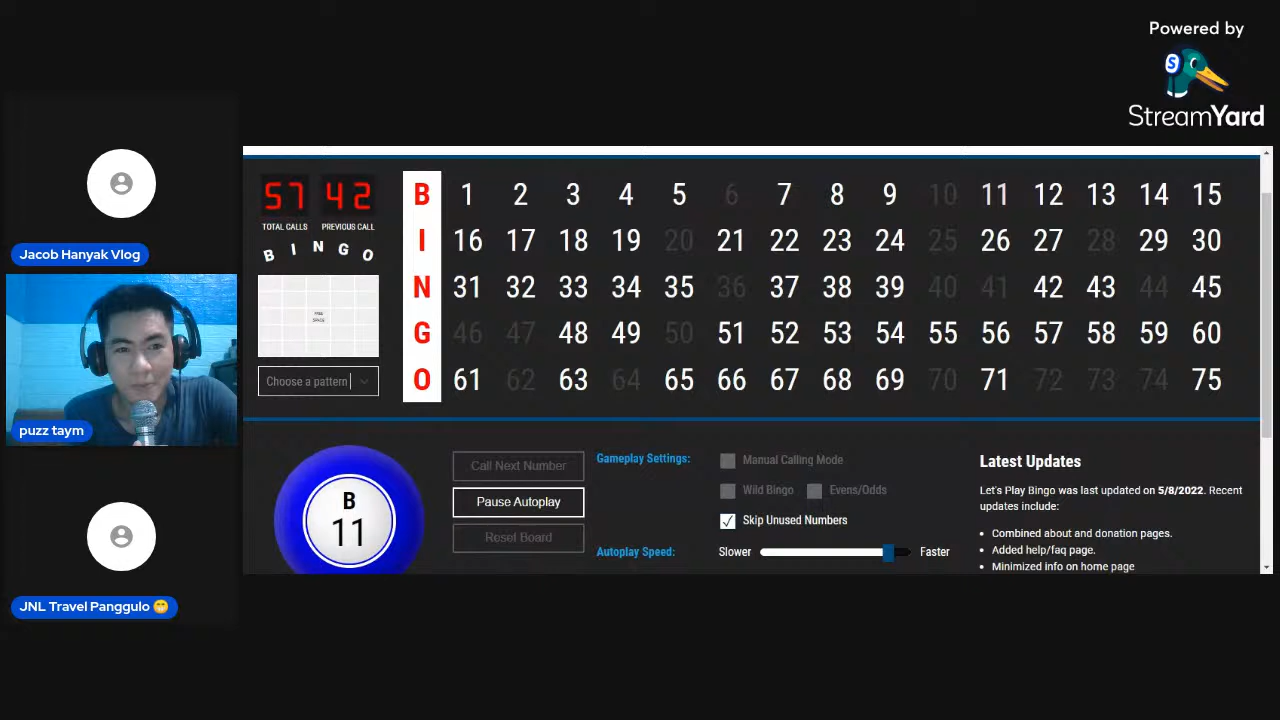 Powered by
S
StreamYard
Jacob Hanyak Vlog
puzz taym
JNL Travel Panggulo 😁
57 42
TOTAL CALLS PREVIOUS CALL
B I N G O
FREE
SPACE
Choose a pattern
B 1 2 3 4 5 6 7 8 9 10 11 12 13 14 15
I 16 17 18 19 20 21 22 23 24 25 26 27 28 29 30
N 31 32 33 34 35 36 37 38 39 40 41 42 43 44 45
G 46 47 48 49 50 51 52 53 54 55 56 57 58 59 60
O 61 62 63 64 65 66 67 68 69 70 71 72 73 74 75
B
11
Call Next Number
Pause Autoplay
Reset Board
Gameplay Settings:
Manual Calling Mode
Wild Bingo Evens/Odds
Skip Unused Numbers
Autoplay Speed: Slower Faster
Latest Updates
Let's Play Bingo was last updated on 5/8/2022. Recent
updates include:
• Combined about and donation pages.
• Added help/faq page.
• Minimized info on home page